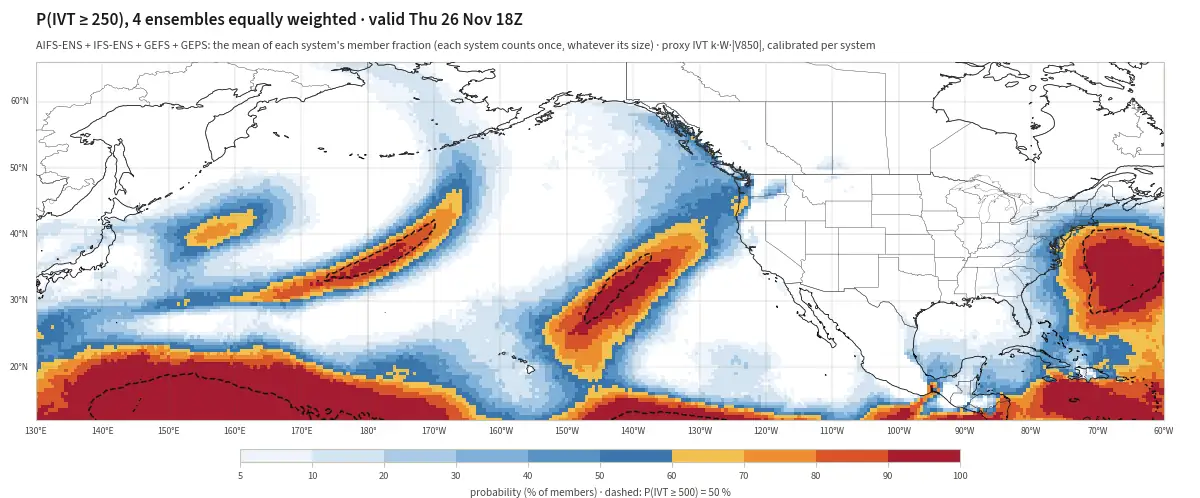 P(IVT ≥ 250), 4 ensembles equally weighted · valid Thu 26 Nov 18Z
AIFS-ENS + IFS-ENS + GEFS + GEPS: the mean of each system's member fraction (each system counts once, whatever its size) · proxy IVT k·W·|V850|, calibrated per system
60°N
50°N
40°N
30°N
20°N
130°E 140°E 150°E 160°E 170°E 180° 170°W 160°W 150°W 140°W 130°W 120°W 110°W 100°W 90°W 80°W 70°W 60°W
5 10 20 30 40 50 60 70 80 90 100
probability (% of members) · dashed: P(IVT ≥ 500) = 50 %